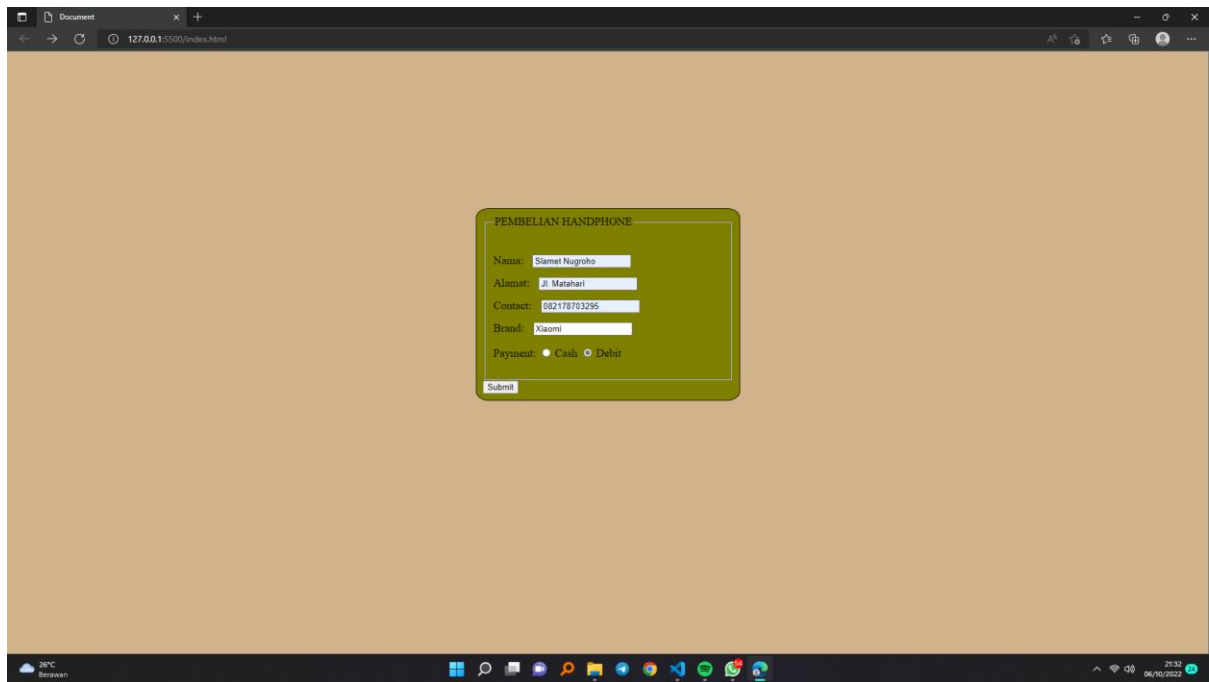 Document
127.0.0.1:5500/index.html
PEMBELIAN HANDPHONE
Nama: Slamet Nugroho
Alamat: Jl. Matahari
Contact: 082178703295
Brand: Xiaomi
Payment: Cash Debit
Submit
26°C
Berawan
54
21:32
06/10/2022